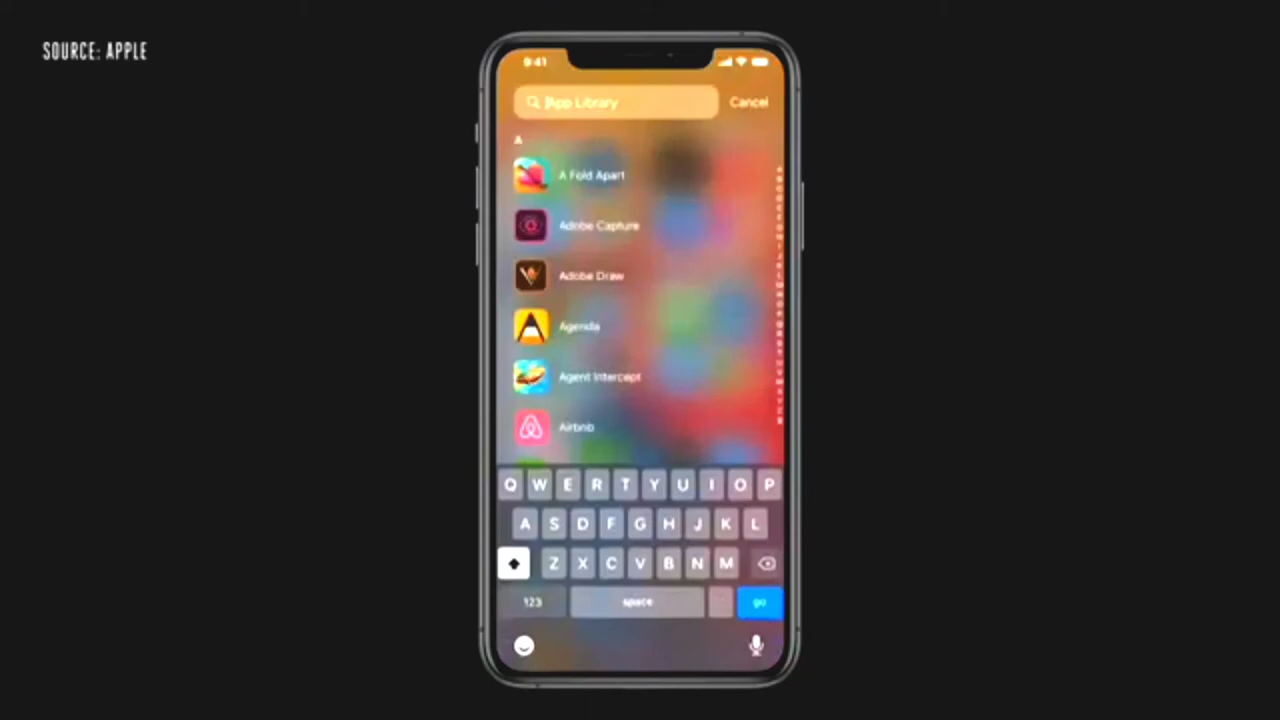 SOURCE: APPLE
9:41
App Library
Cancel
A
A Fold Apart
Adobe Capture
Adobe Draw
Agenda
Agent Intercept
Airbnb
Q W E R T Y U I O P
A S D F G H J K L
Z X C V B N M
123 space go